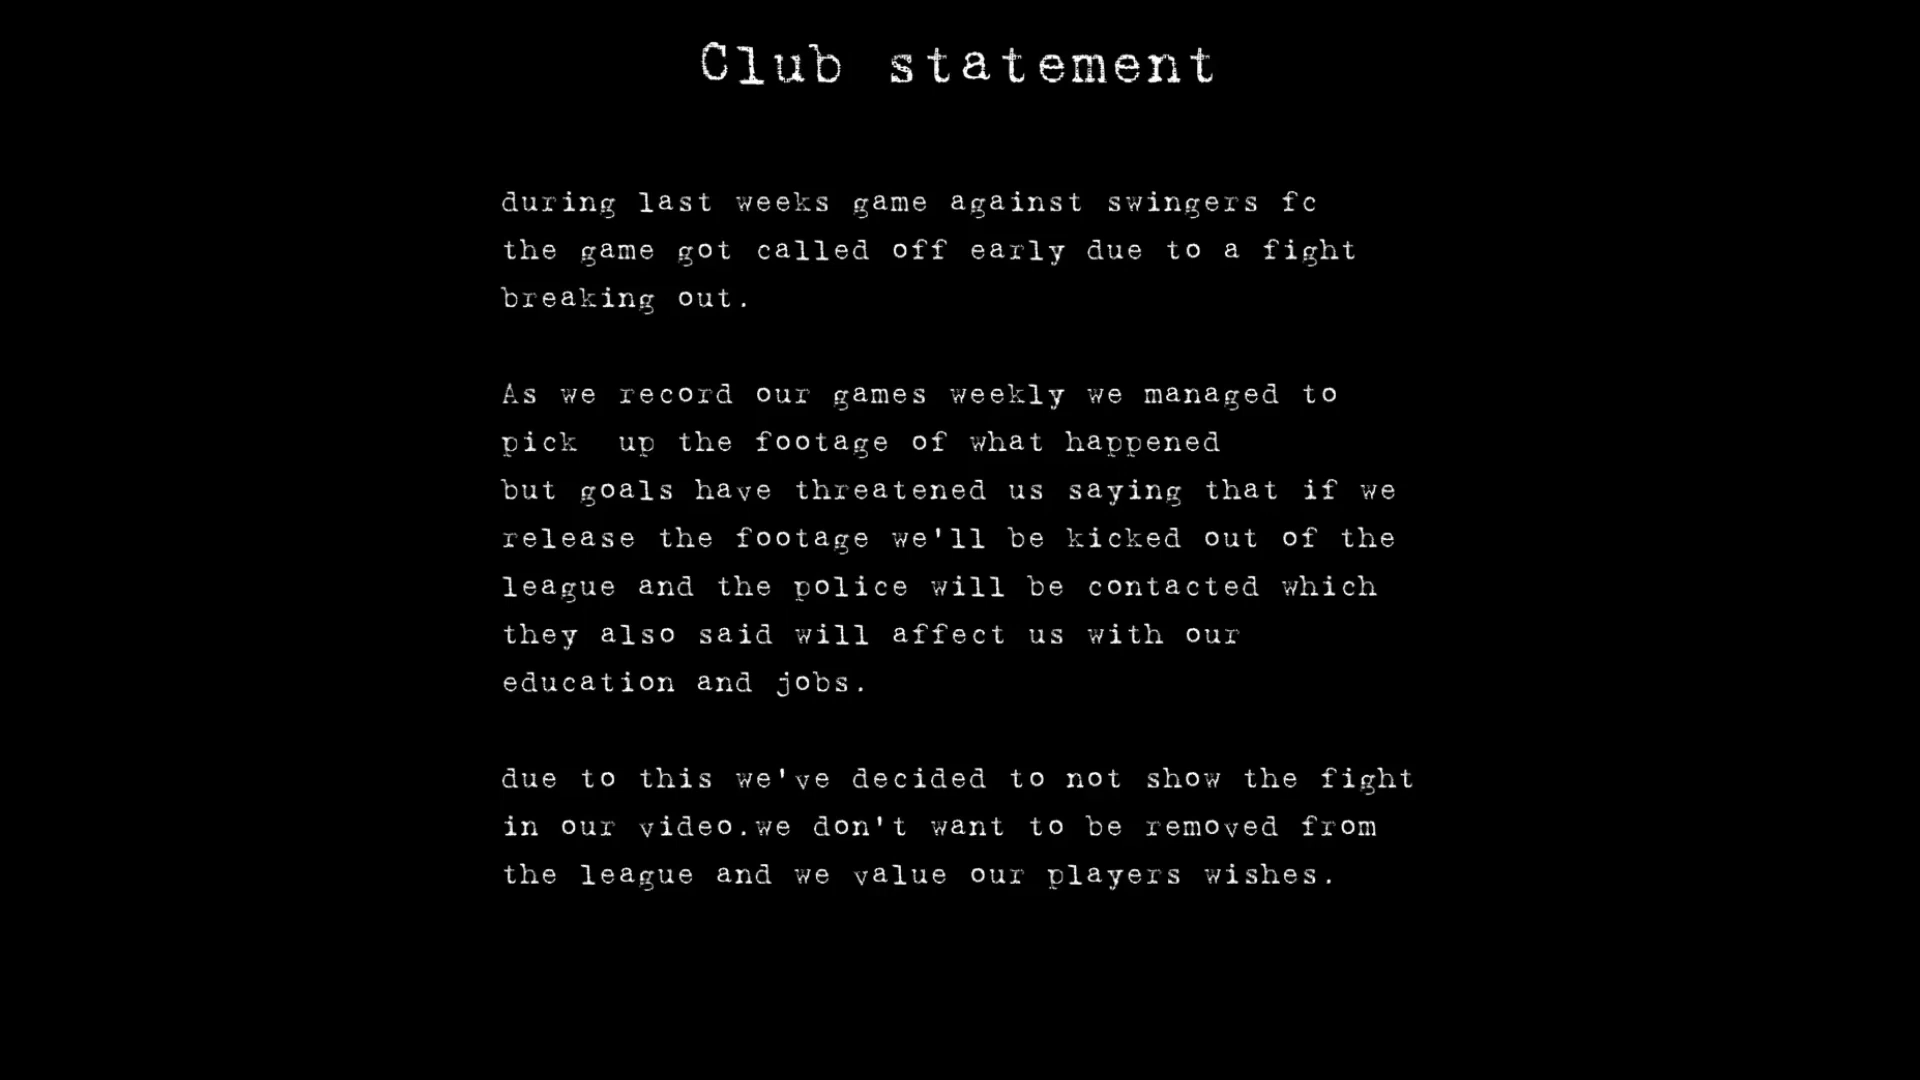 Club statement
during last weeks game against swingers fc
the game got called off early due to a fight
breaking out.
As we record our games weekly we managed to
pick  up the footage of what happened
but goals have threatened us saying that if we
release the footage we'll be kicked out of the
league and the police will be contacted which
they also said will affect us with our
education and jobs.
due to this we've decided to not show the fight
in our video.we don't want to be removed from
the league and we value our players wishes.